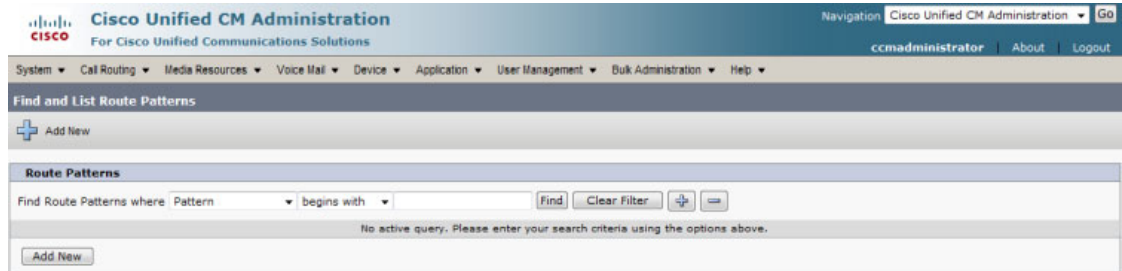 Cisco Unified CM Administration
For Cisco Unified Communications Solutions
CISCO
Navigation Cisco Unified CM Administration Go
ccmadministrator About Logout
System Call Routing Media Resources Voice Mail Device Application User Management Bulk Administration Help
Find and List Route Patterns
Add New
Route Patterns
Find Route Patterns where Pattern begins with Find Clear Filter
No active query. Please enter your search criteria using the options above.
Add New